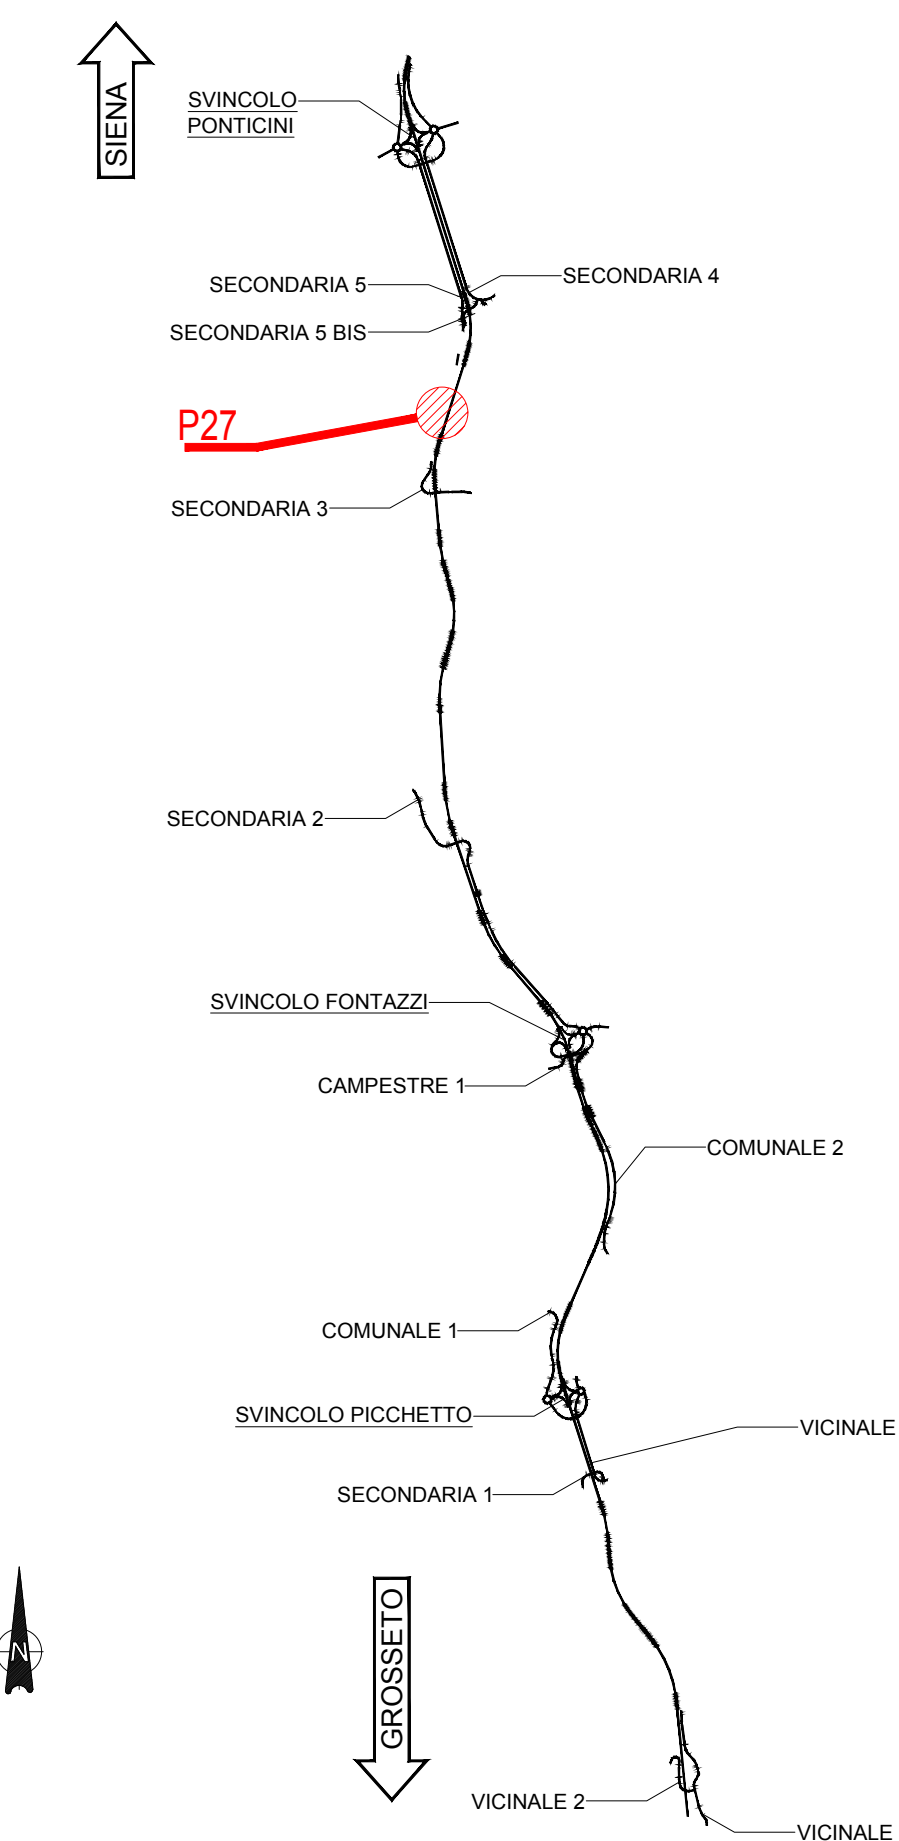 SIENA
SVINCOLO
PONTICINI
SECONDARIA 5
SECONDARIA 4
SECONDARIA 5 BIS
P27
SECONDARIA 3
SECONDARIA 2
SVINCOLO FONTAZZI
CAMPESTRE 1
COMUNALE 2
COMUNALE 1
SVINCOLO PICCHETTO
VICINALE
SECONDARIA 1
GROSSETO
N
VICINALE 2
VICINALE